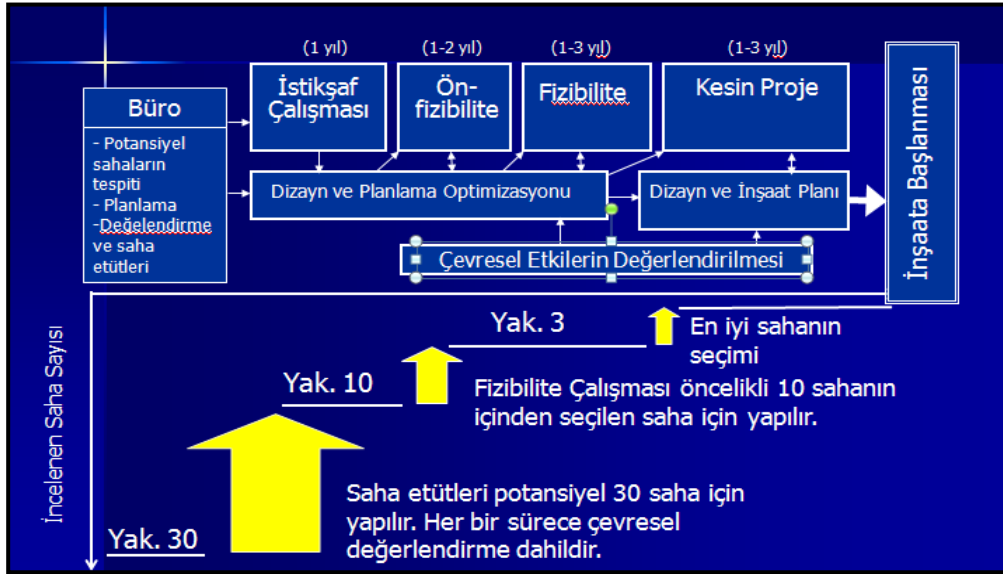 (1 yıl)
(1-2 yıl)
(1-3 yıl)
(1-3 yıl)
Büro
- Potansiyel
sahaların
tespiti
- Planlama
-Değelendirme
ve saha
etütleri
İstikşaf
Çalışması
Ön-
fizibilite
Fizibilite
Kesin Proje
Dizayn ve Planlama Optimizasyonu
Dizayn ve İnşaat Planı
Çevresel Etkilerin Değerlendirilmesi
İnşaata Başlanması
İncelenen Saha Sayısı
Yak. 3
En iyi sahanın
seçimi
Yak. 10
Fizibilite Çalışması öncelikli 10 sahanın
içinden seçilen saha için yapılır.
Saha etütleri potansiyel 30 saha için
yapılır. Her bir sürece çevresel
değerlendirme dahildir.
Yak. 30